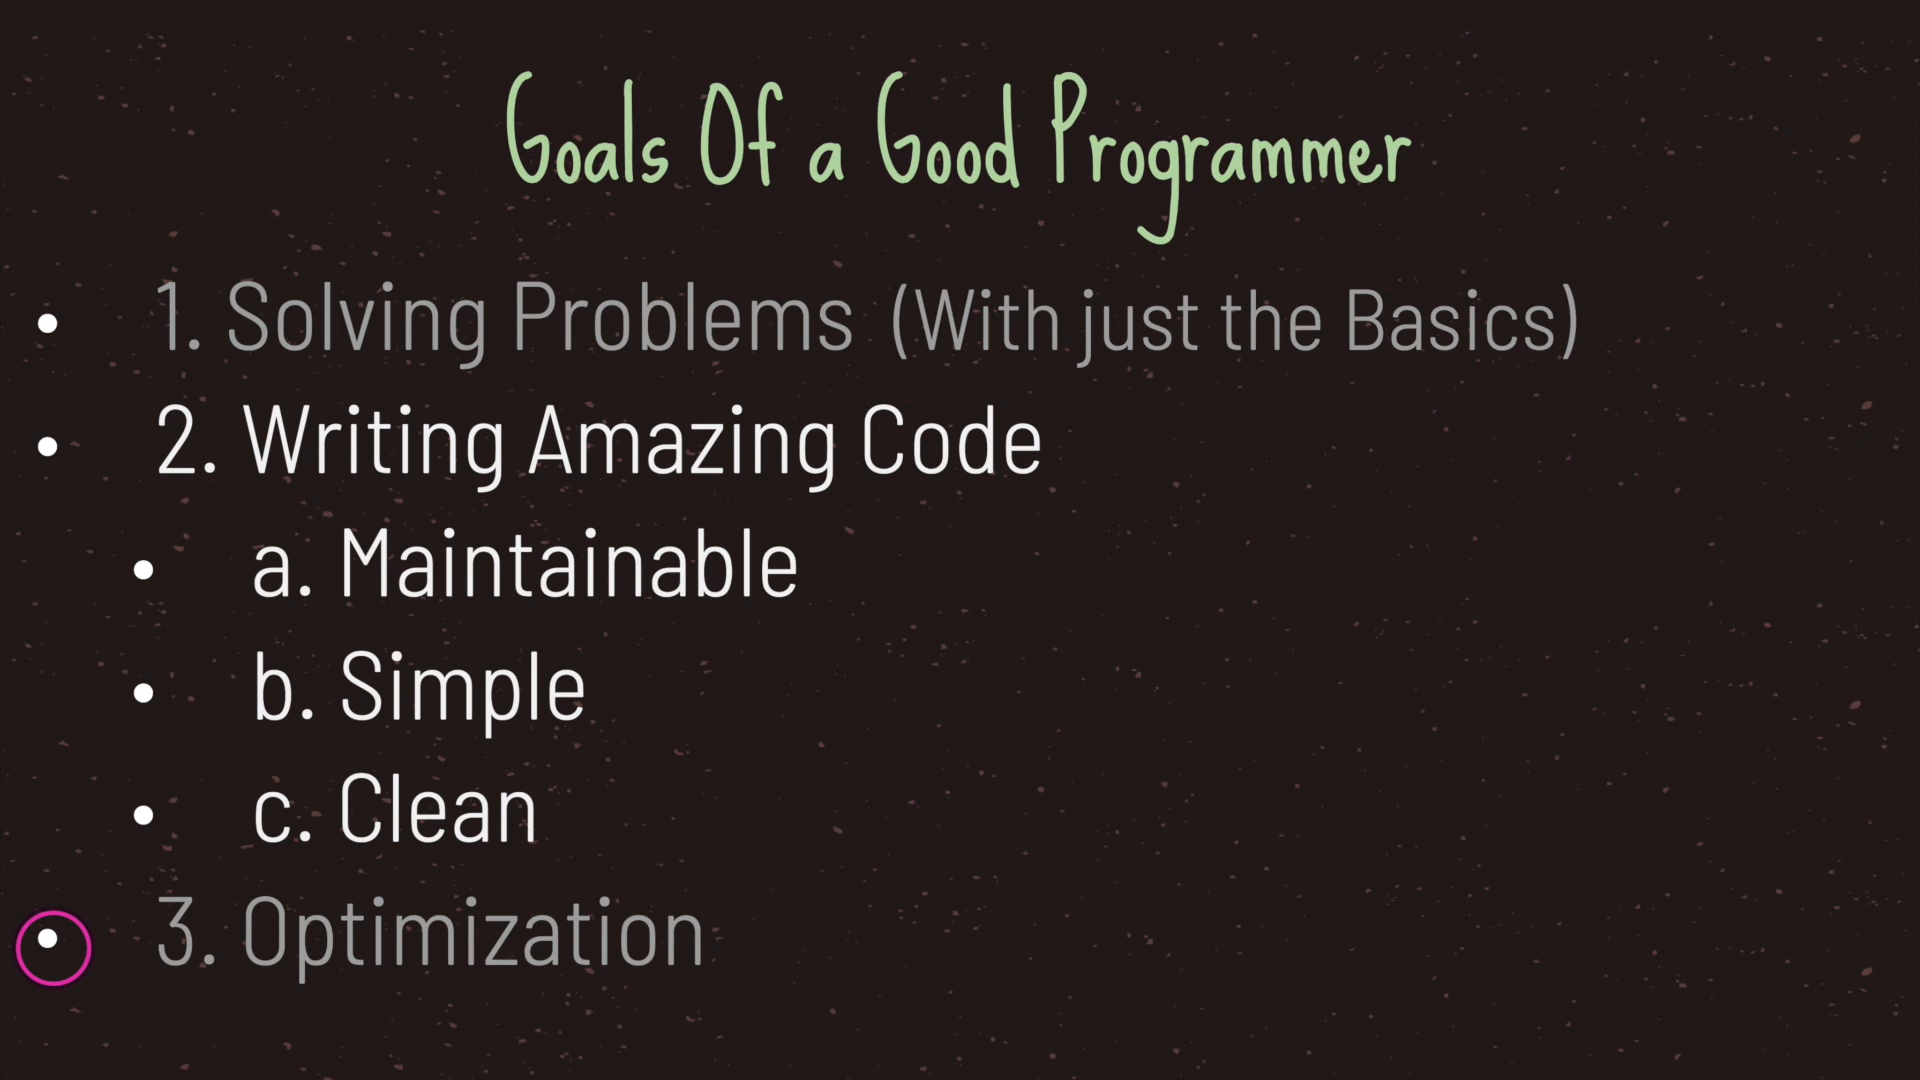 Goals Of a Good Programmer
• 1. Solving Problems (With just the Basics)
• 2. Writing Amazing Code
• a. Maintainable
• b. Simple
• c. Clean
• 3. Optimization